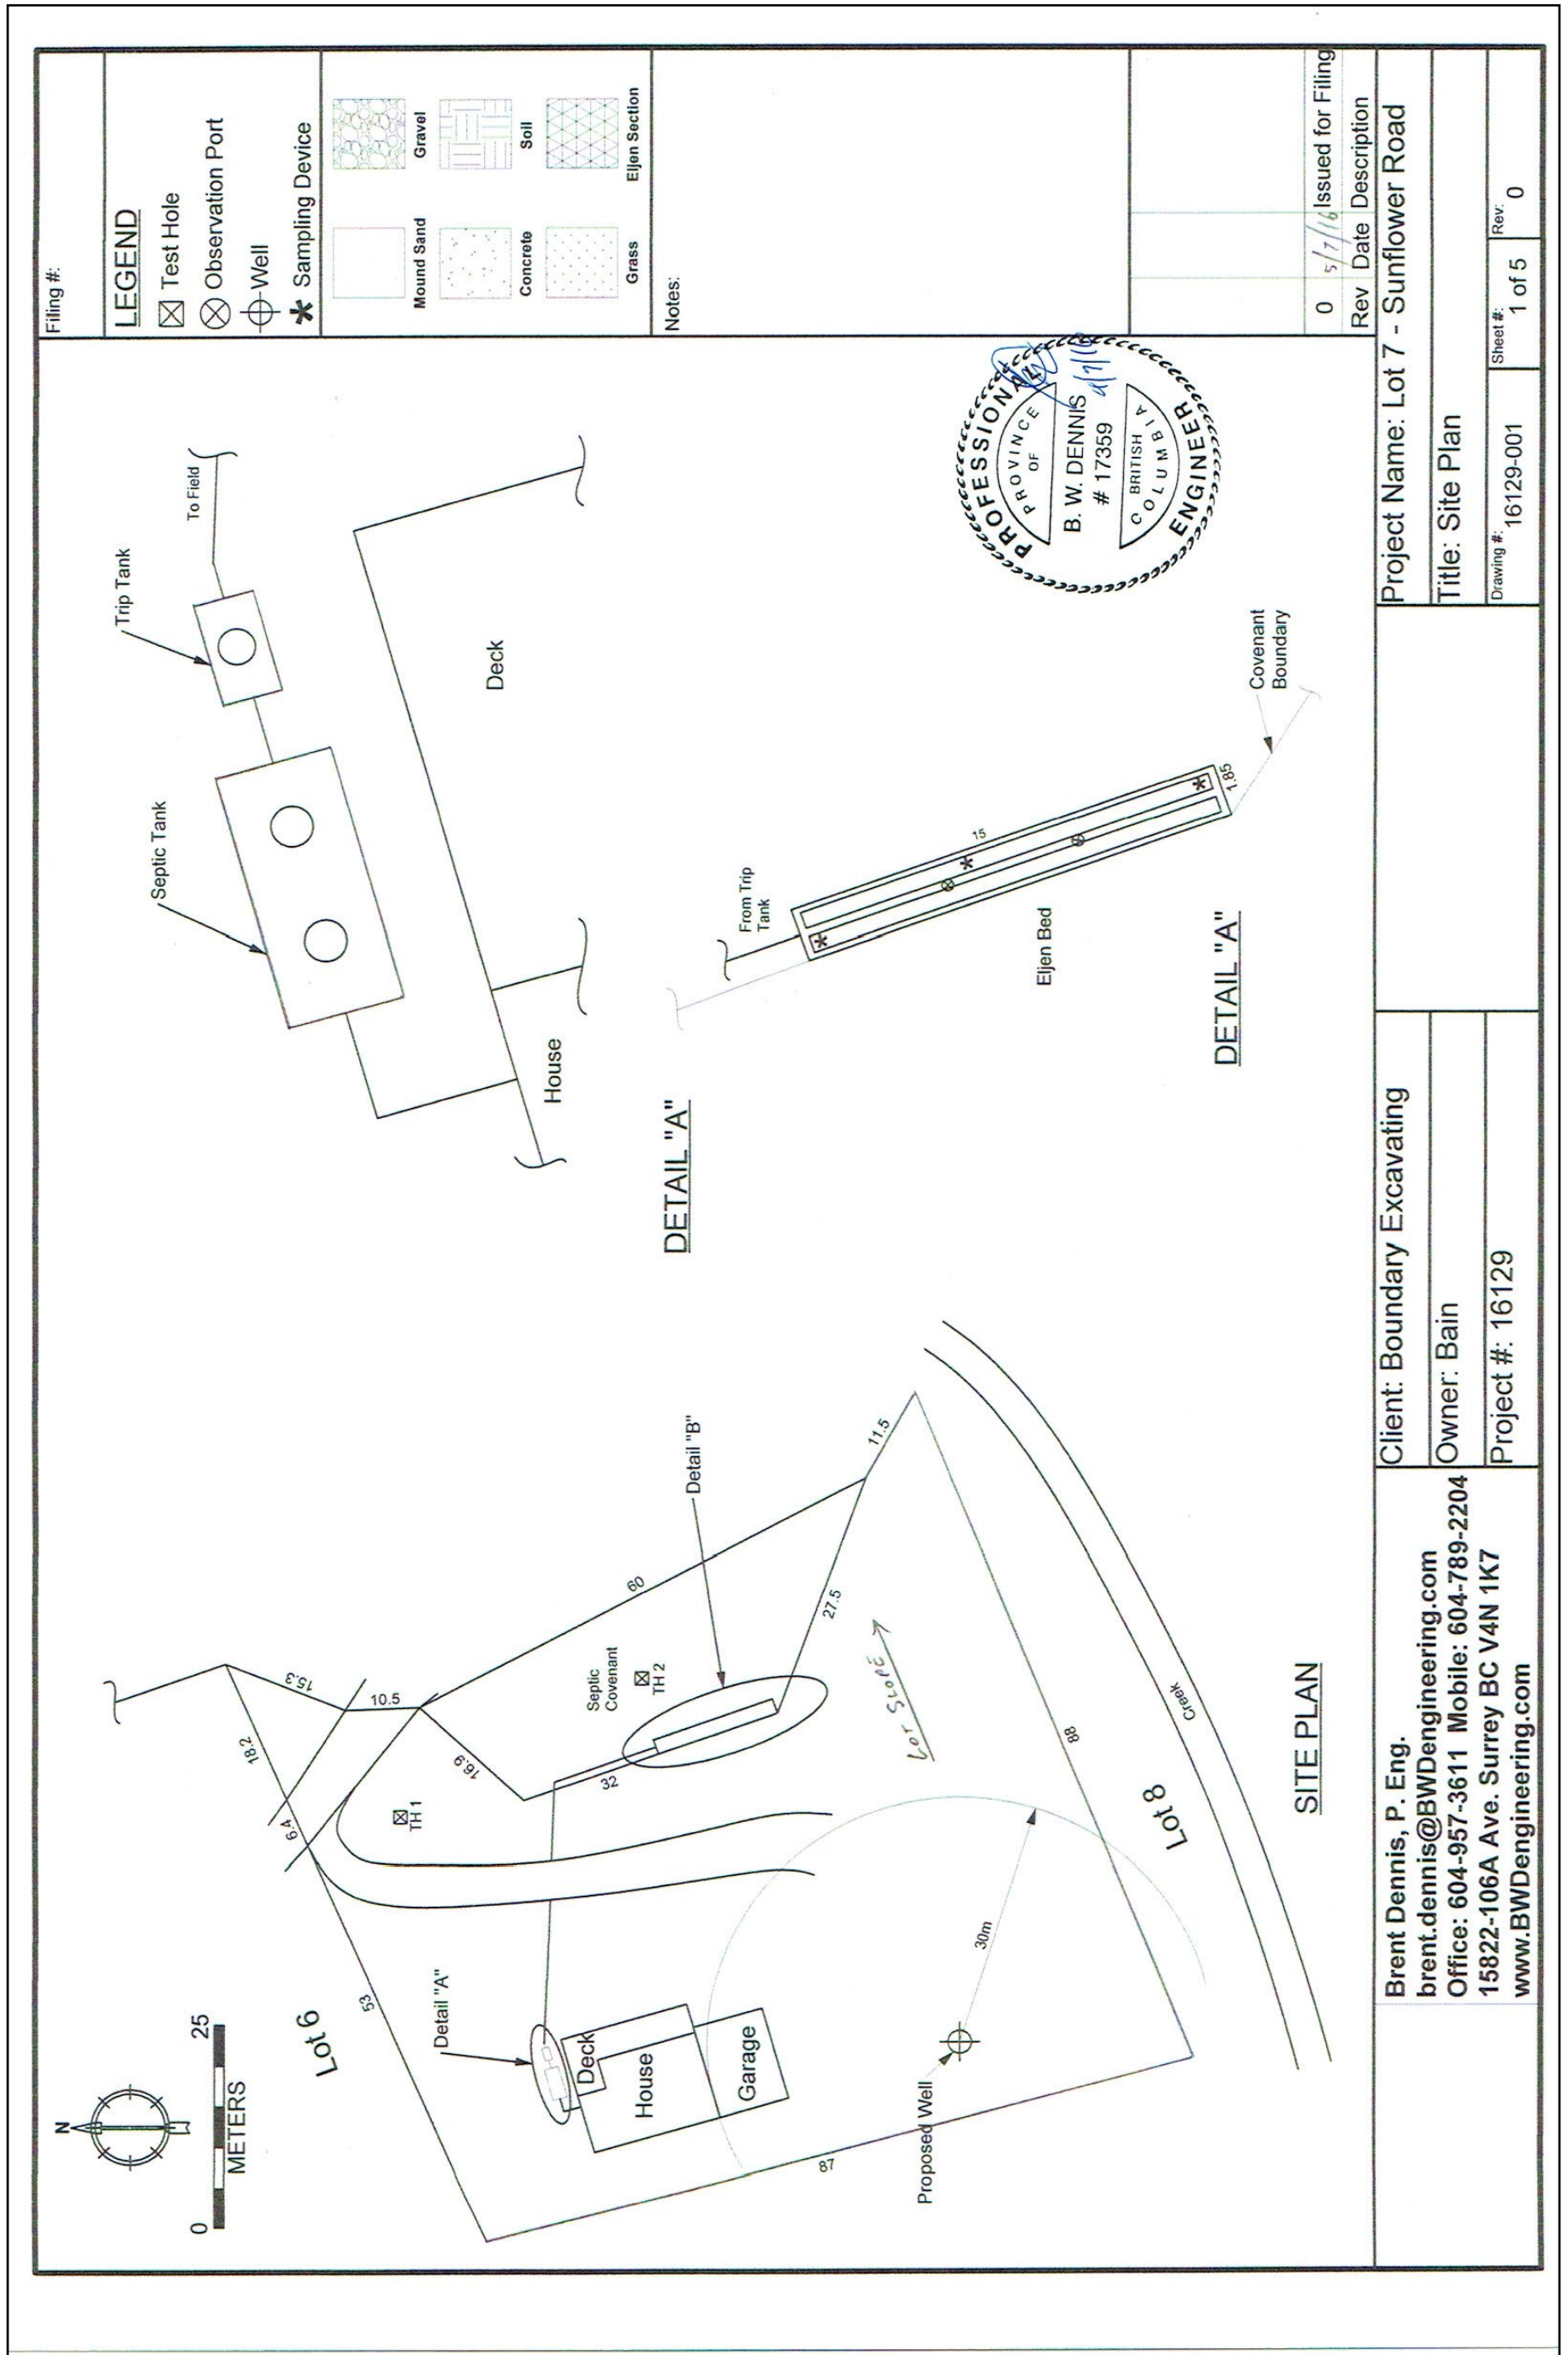 Filing #:
LEGEND
Test Hole
Observation Port
Well
Sampling Device
Mound Sand
Gravel
Concrete
Soil
Grass
Eljen Section
Notes:
0 5/7/16 Issued for Filing
Rev Date Description
N
0 25
METERS
Lot 6
53
6.4
18.2
15.3
10.5
16.9
TH 1
Detail "A"
Deck
House
Garage
32
Septic
Covenant
TH 2
60
Detail "B"
27.5
11.5
LOT SLOPE
88
87
Proposed Well
30m
Lot 8
Creek
SITE PLAN
Septic Tank
Trip Tank
To Field
Deck
House
DETAIL "A"
From Trip
Tank
15
1.85
Eljen Bed
Covenant
Boundary
DETAIL "A"
PROFESSIONAL
PROVINCE
OF
B. W. DENNIS
# 17359
BRITISH
COLUMBIA
ENGINEER
Brent Dennis, P. Eng.
brent.dennis@BWDengineering.com
Office: 604-957-3611 Mobile: 604-789-2204
15822-106A Ave. Surrey BC V4N 1K7
www.BWDengineering.com
Client: Boundary Excavating
Owner: Bain
Project #: 16129
Project Name: Lot 7 - Sunflower Road
Title: Site Plan
Drawing #: 16129-001
Sheet #: 1 of 5
Rev: 0